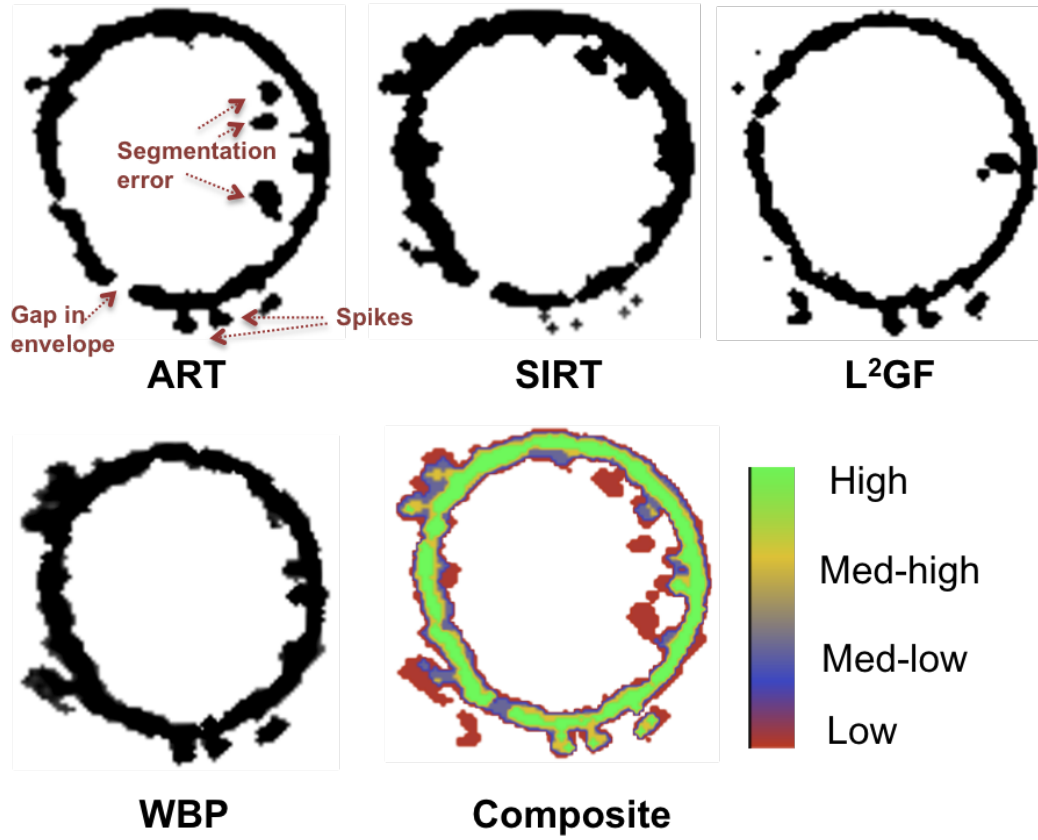 Segmentation
error
Gap in
envelope
Spikes
ART
SIRT
L²GF
High
Med-high
Med-low
Low
WBP
Composite